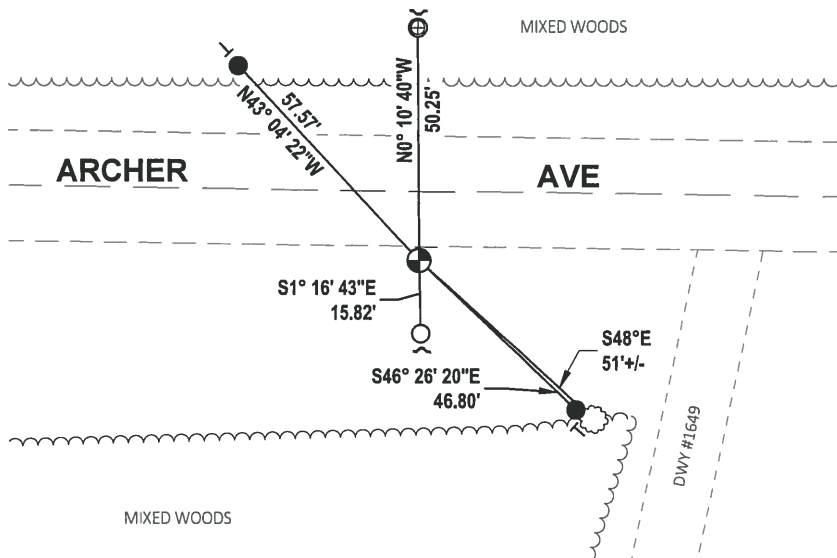 MIXED WOODS
57.57'
N43° 04' 22"W
N0° 10' 40"W
50.25'
ARCHER AVE
S1° 16' 43"E
15.82'
S48°E
51'+/-
S46° 26' 20"E
46.80'
DWY #1649
MIXED WOODS